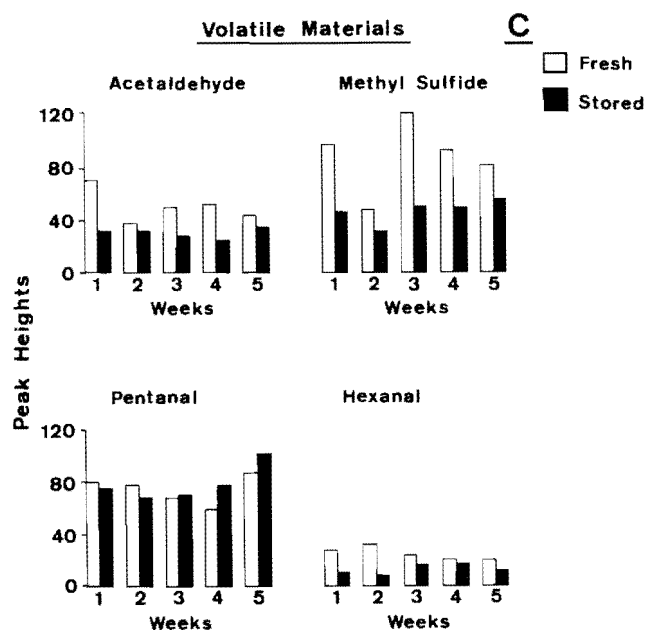 Volatile Materials
C
Fresh
Stored
Acetaldehyde
Methyl Sulfide
Peak Heights
120
80
40
0
1 2 3 4 5
Weeks
1 2 3 4 5
Weeks
Pentanal
Hexanal
120
80
40
0
1 2 3 4 5
Weeks
1 2 3 4 5
Weeks